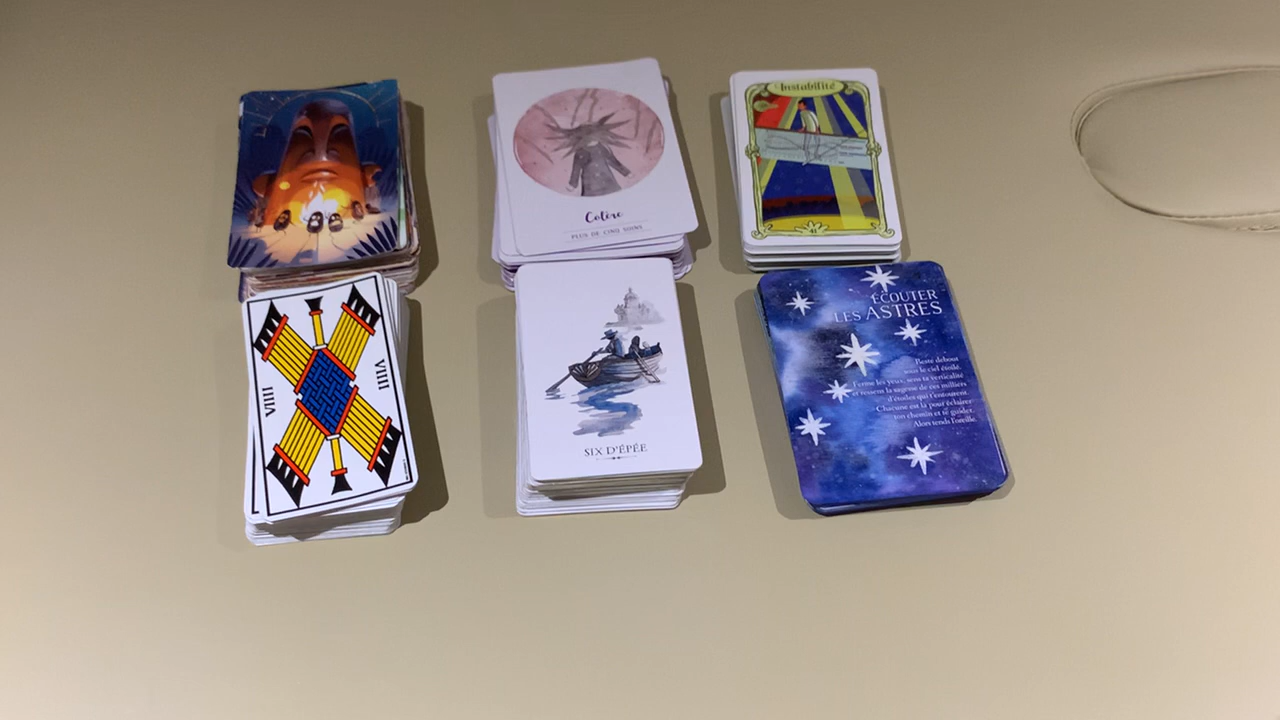 Colère
PLUS DE CINQ SOINS
Instabilité
41
VIIII
VIIII
SIX D'ÉPÉE
ÉCOUTER
LES ASTRES
Reste debout
sous le ciel étoilé.
Ferme les yeux, sens ta verticalité
et ressens la sagesse de ces milliers
d'étoiles qui t'entourent.
Chacune est là pour éclairer
ton chemin et te guider.
Alors tends l'oreille.